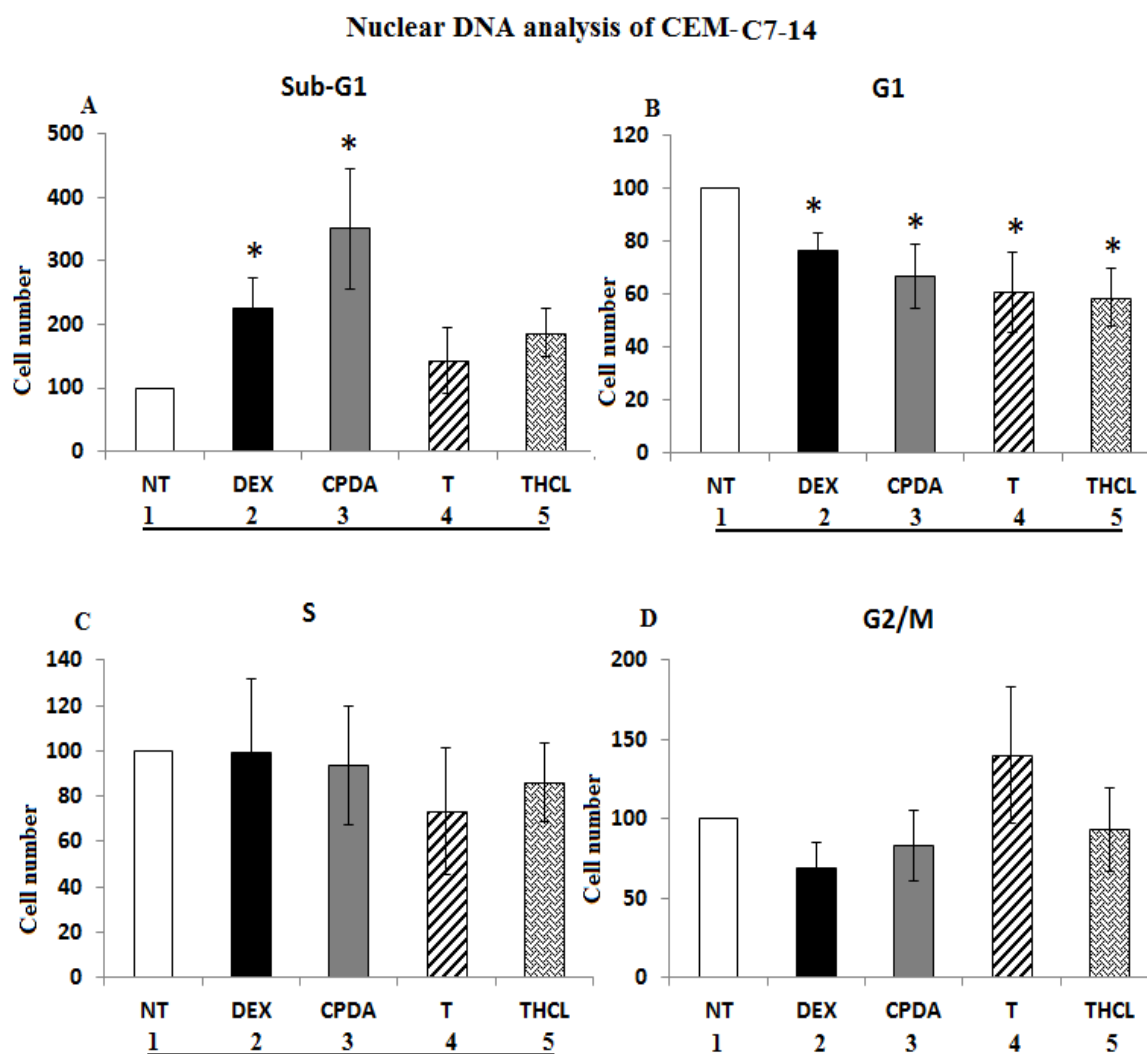 Nuclear DNA analysis of CEM-C7-14
A
Sub-G1
Cell number
500
400
300
200
100
0
*
*
NT DEX CPDA T THCL
1 2 3 4 5
B
G1
Cell number
120
100
80
60
40
20
0
* * * *
NT DEX CPDA T THCL
1 2 3 4 5
C
S
Cell number
140
120
100
80
60
40
20
0
NT DEX CPDA T THCL
1 2 3 4 5
D
G2/M
Cell number
200
150
100
50
0
NT DEX CPDA T THCL
1 2 3 4 5